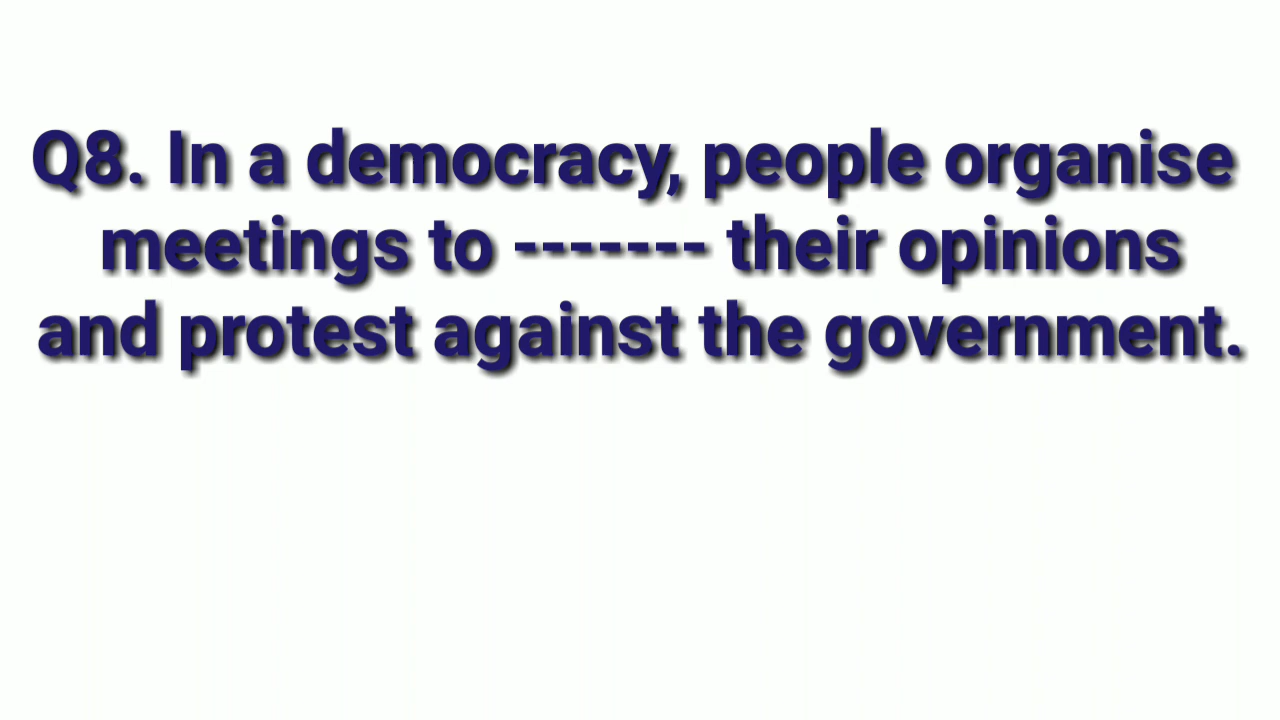 Q8. In a democracy, people organise
meetings to ------- their opinions
and protest against the government.